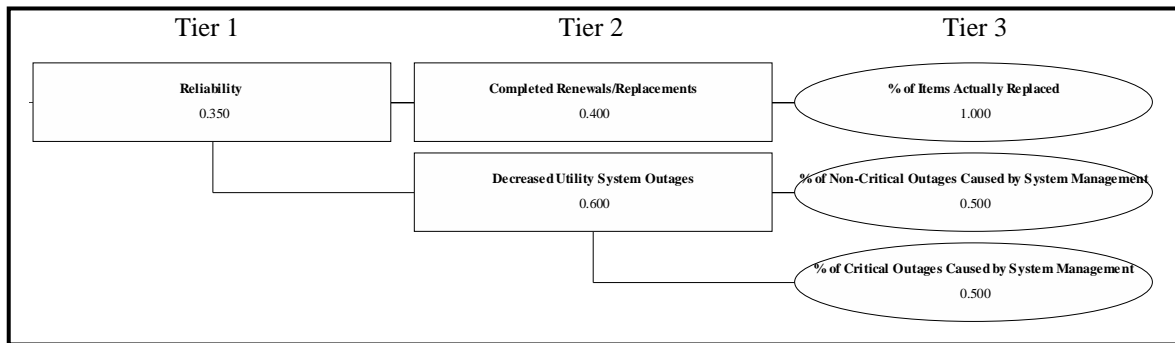 Tier 1
Tier 2
Tier 3
Reliability
0.350
Completed Renewals/Replacements
0.400
% of Items Actually Replaced
1.000
Decreased Utility System Outages
0.600
% of Non-Critical Outages Caused by System Management
0.500
% of Critical Outages Caused by System Management
0.500